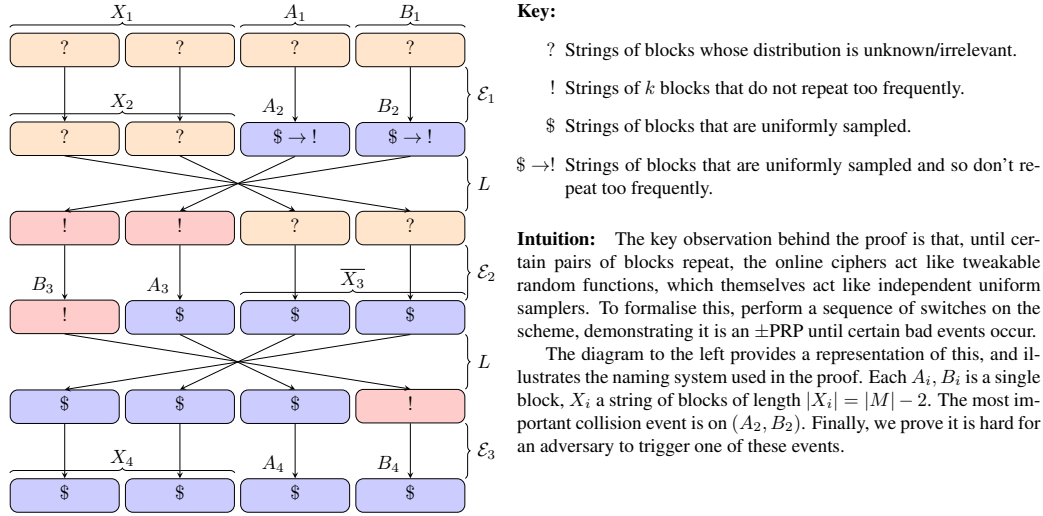 X₁ A₁ B₁
? ? ? ?
ℰ₁
X₂ A₂ B₂
? ? $ → ! $ → !
L
! ! ? ?
ℰ₂
B₃ A₃ X̅₃
! $ $ $
L
$ $ $ !
ℰ₃
X₄ A₄ B₄
$ $ $ $
Key:
? Strings of blocks whose distribution is unknown/irrelevant.
! Strings of k blocks that do not repeat too frequently.
$ Strings of blocks that are uniformly sampled.
$ →! Strings of blocks that are uniformly sampled and so don't re-
peat too frequently.
Intuition: The key observation behind the proof is that, until cer-
tain pairs of blocks repeat, the online ciphers act like tweakable
random functions, which themselves act like independent uniform
samplers. To formalise this, perform a sequence of switches on the
scheme, demonstrating it is an ±PRP until certain bad events occur.
The diagram to the left provides a representation of this, and il-
lustrates the naming system used in the proof. Each Aᵢ, Bᵢ is a single
block, Xᵢ a string of blocks of length |Xᵢ| = |M| − 2. The most im-
portant collision event is on (A₂, B₂). Finally, we prove it is hard for
an adversary to trigger one of these events.